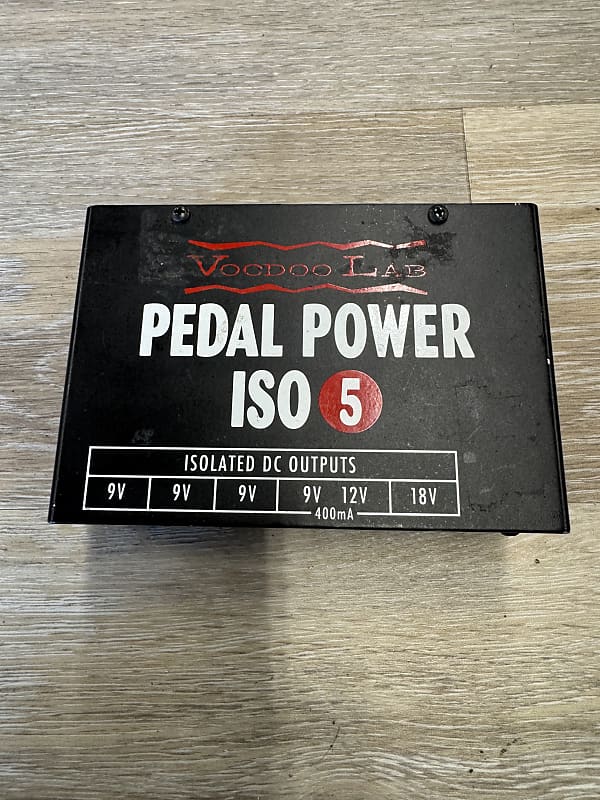 VOODOO LAB
PEDAL POWER
ISO 5
ISOLATED DC OUTPUTS
9V 9V 9V 9V 12V 18V
400mA